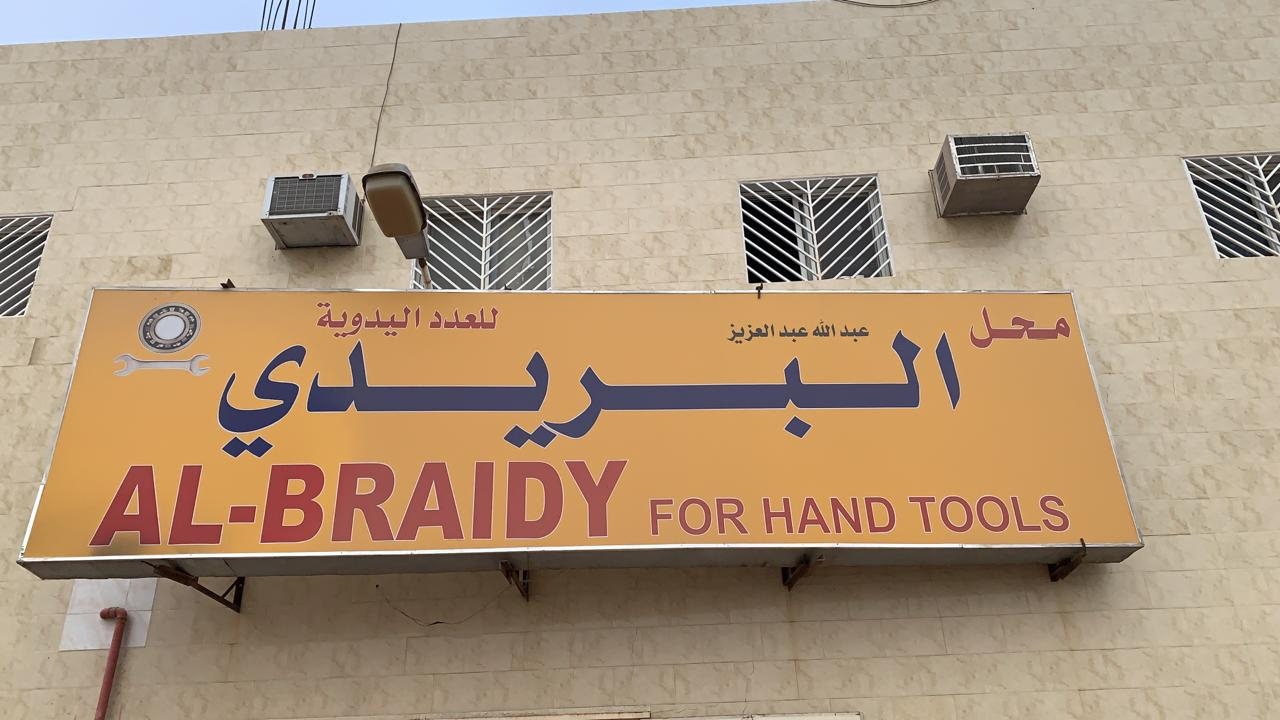 محل
عبد الله عبد العزيز
البريدي
للعدد اليدوية
AL-BRAIDY FOR HAND TOOLS